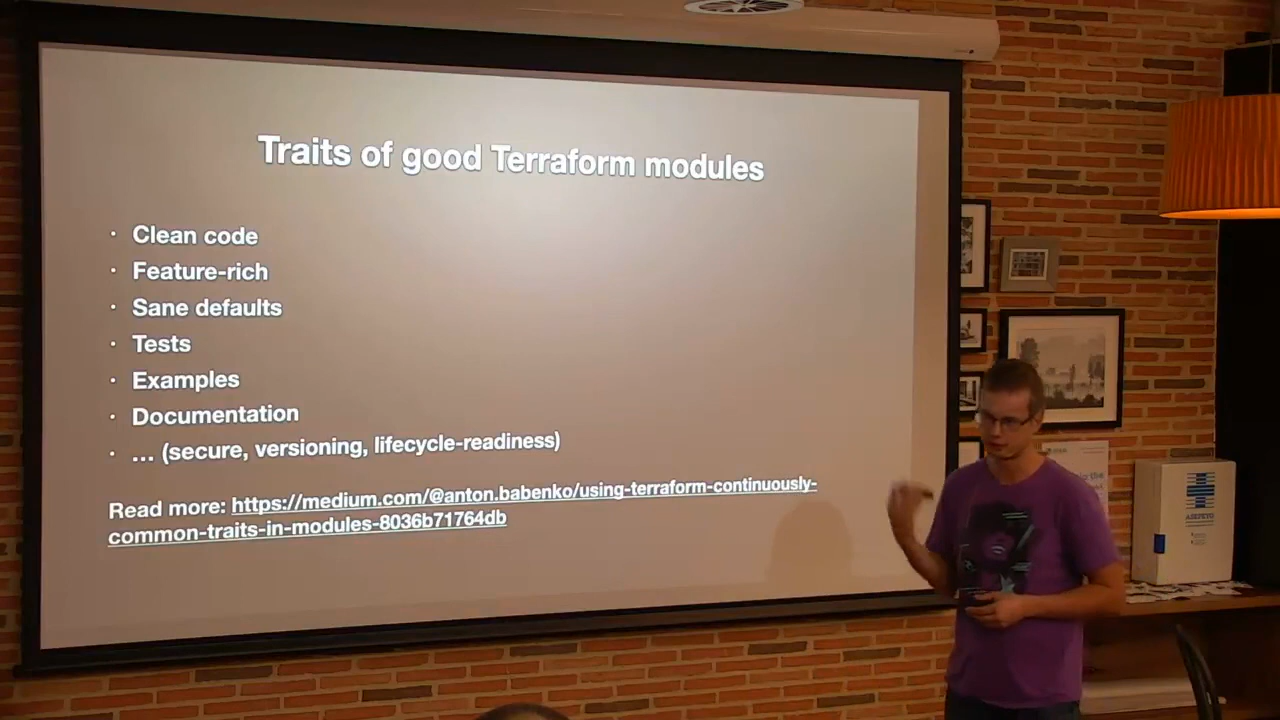 Traits of good Terraform modules
· Clean code
· Feature-rich
· Sane defaults
· Tests
· Examples
· Documentation
· ... (secure, versioning, lifecycle-readiness)
Read more: https://medium.com/@anton.babenko/using-terraform-continuously-
common-traits-in-modules-8036b71764db
ASEPEYO